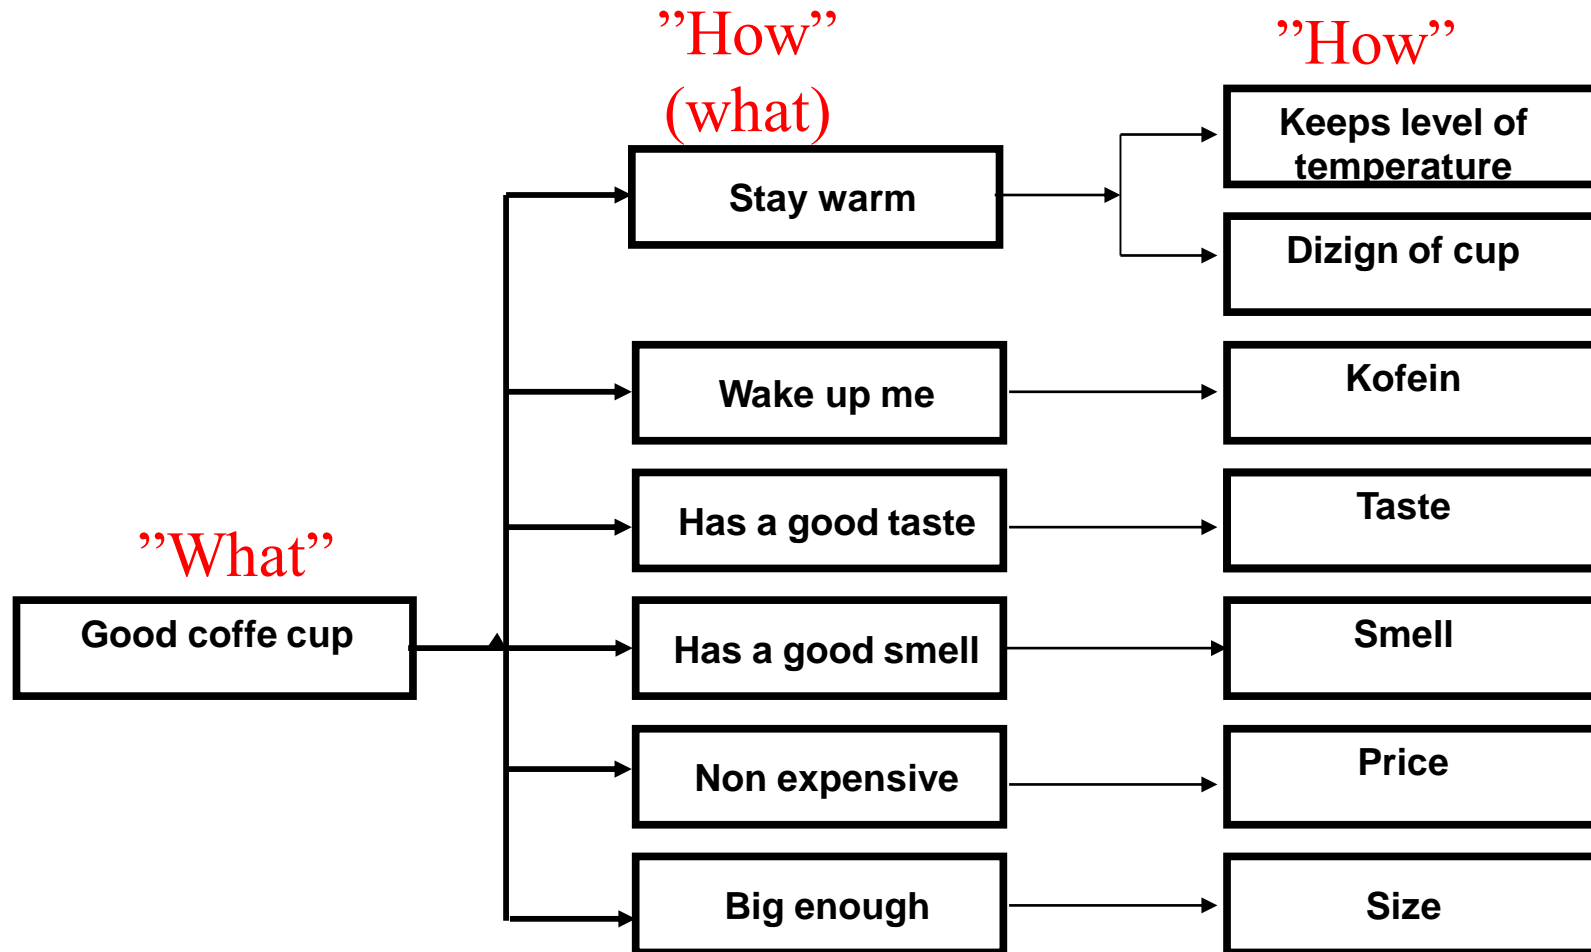 ”How”
(what)
”How”
Keeps level of
temperature
Stay warm
Dizign of cup
Wake up me
Kofein
Has a good taste
Taste
”What”
Good coffe cup
Has a good smell
Smell
Non expensive
Price
Big enough
Size